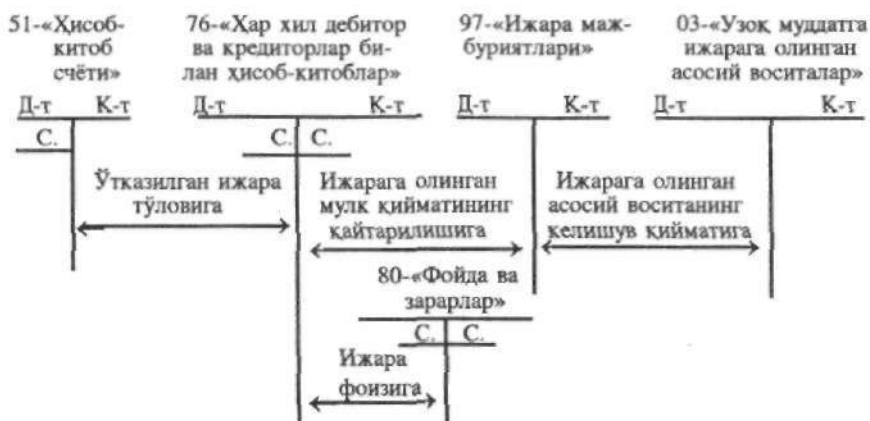 51-«Ҳисоб-
китоб
счёти»
76-«Ҳар хил дебитор
ва кредиторлар би-
лан ҳисоб-китоблар»
97-«Ижара маж-
буриятлари»
03-«Узоқ муддатга
ижарага олинган
асосий воситалар»
Д-т К-т
Д-т К-т
Д-т К-т
Д-т К-т
С.
С. С.
Ўтказилган ижара
тўловига
Ижарага олинган
мулк қийматининг
қайтарилишига
Ижарага олинган
асосий воситанинг
келишув қийматига
80-«Фойда ва
зарарлар»
С. С.
Ижара
фоизига